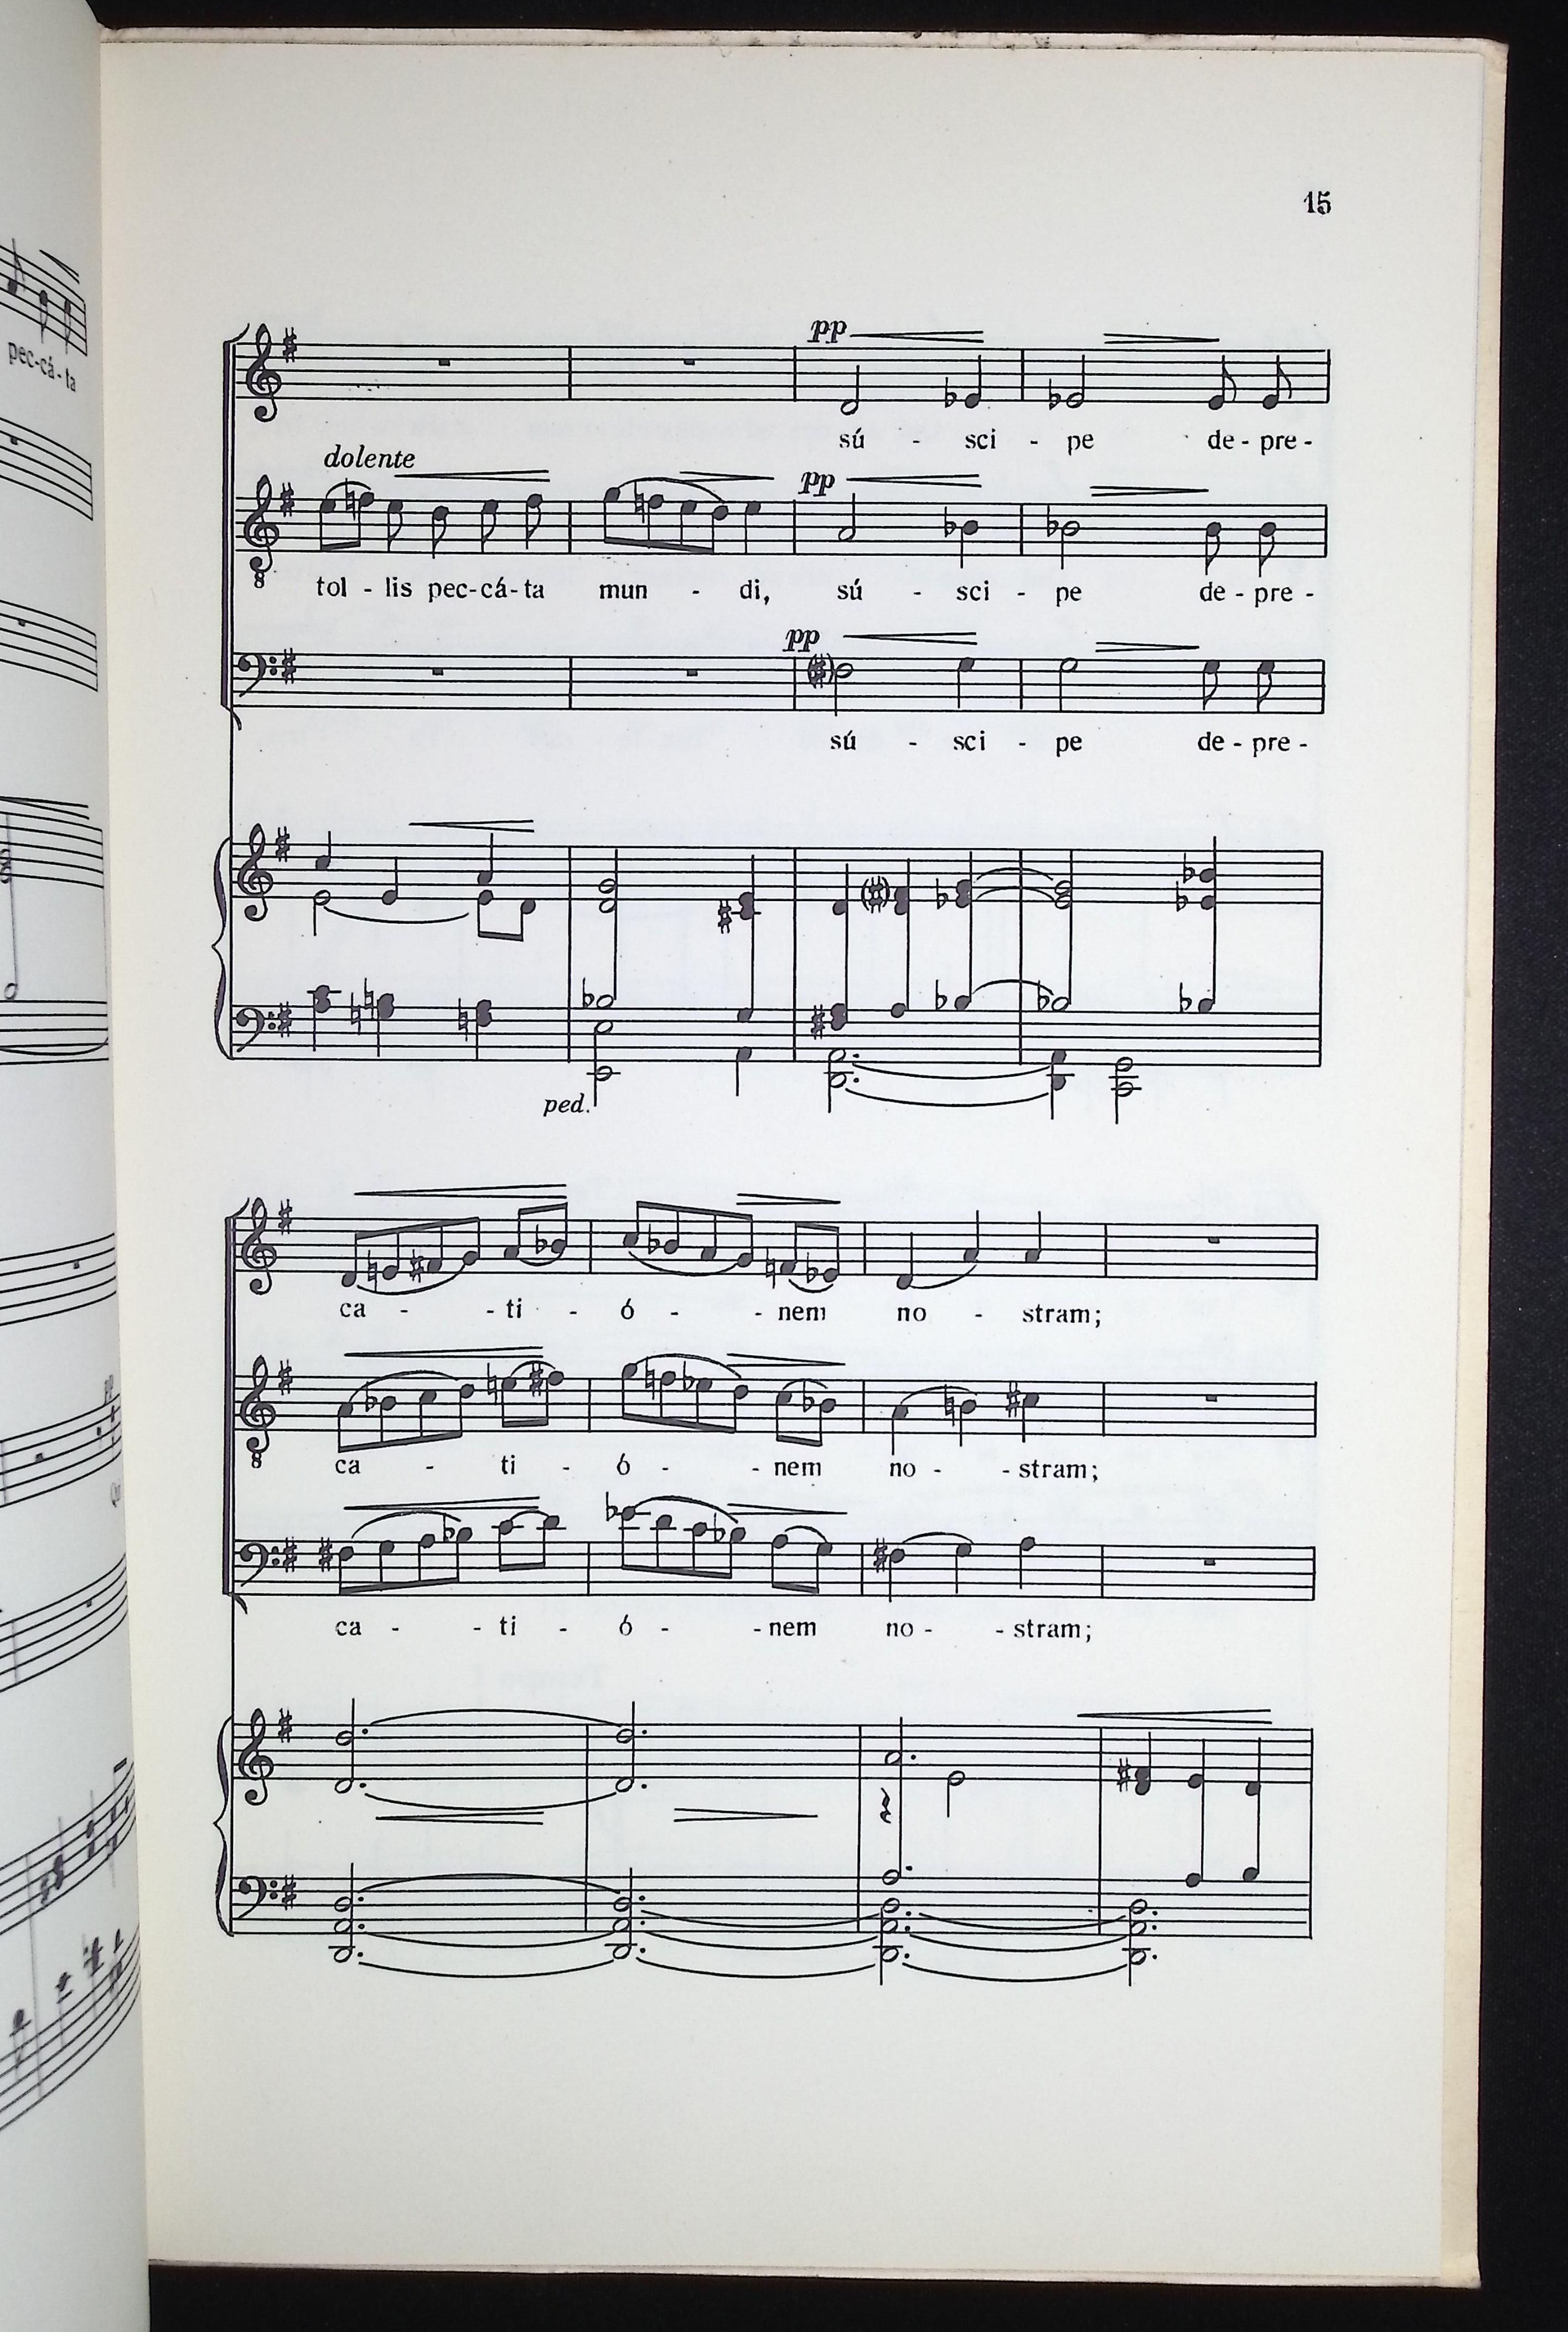 15
pec-cá-ta
pp
sú - sci - pe de - pre -
dolente
pp
8
tol - lis pec-cá-ta mun - di, sú - sci - pe de - pre -
pp
sú - sci - pe de - pre -
ped.
ca - - ti - ó - - nem no - stram;
8
ca - ti - ó - - nem no - - stram;
ca - - ti - ó - - nem no - - stram;